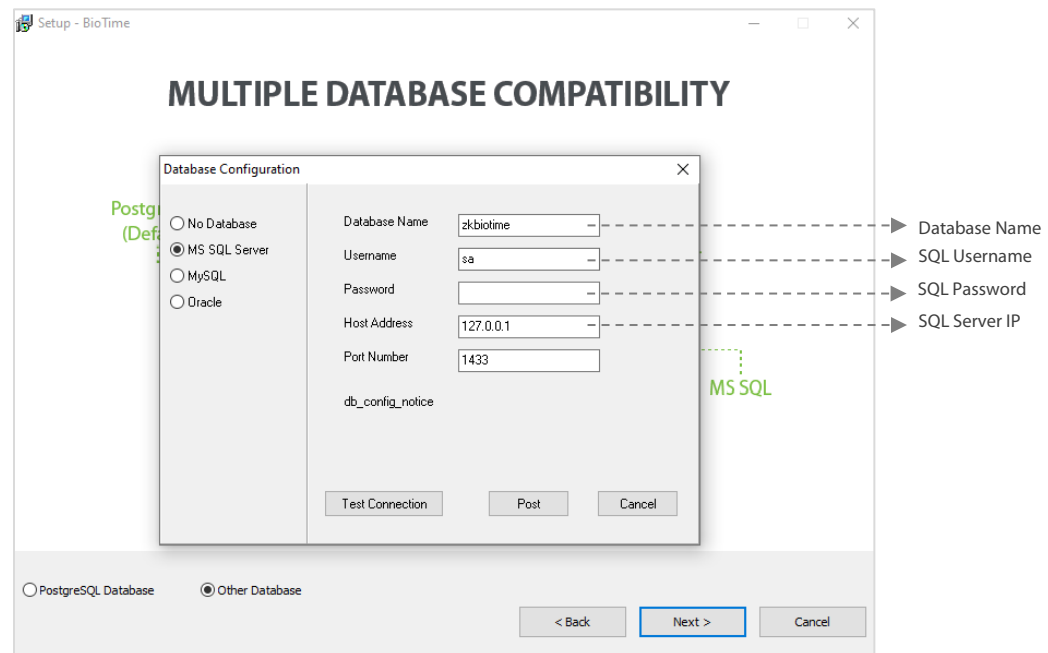 Setup - BioTime
MULTIPLE DATABASE COMPATIBILITY
Database Configuration
No Database
MS SQL Server
MySQL
Oracle
Database Name
zkbiotime
Username
sa
Password
Host Address
127.0.0.1
Port Number
1433
db_config_notice
Test Connection
Post
Cancel
Database Name
SQL Username
SQL Password
SQL Server IP
MS SQL
PostgreSQL Database
Other Database
< Back
Next >
Cancel